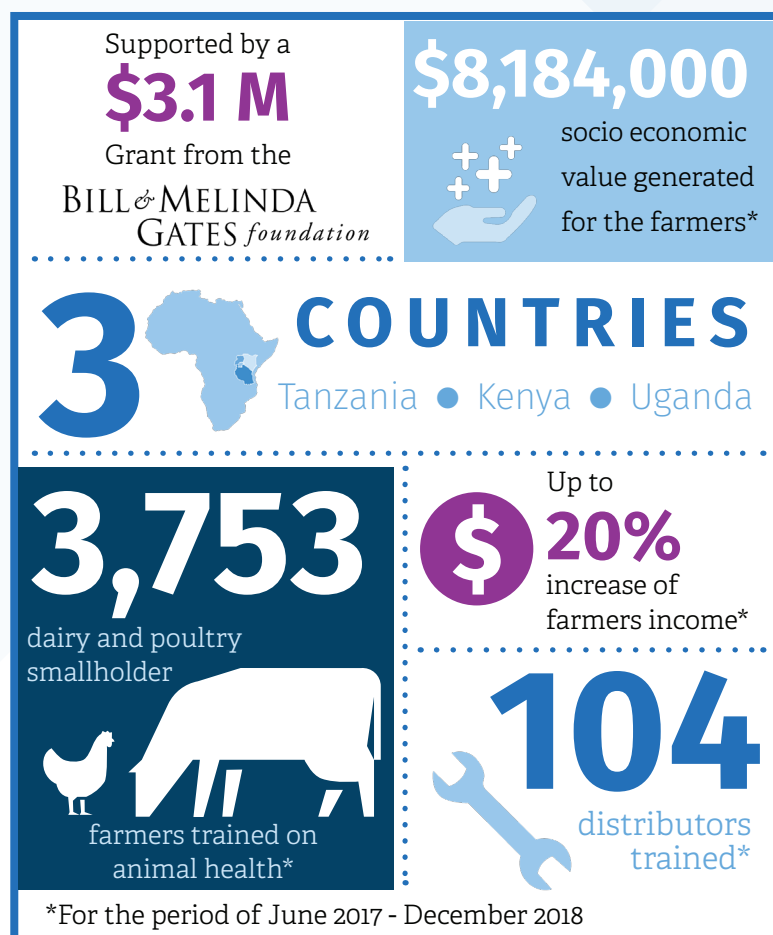 Supported by a
$3.1 M
Grant from the
BILL & MELINDA
GATES foundation
$8,184,000
socio economic
value generated
for the farmers*
3 COUNTRIES
Tanzania ● Kenya ● Uganda
3,753
dairy and poultry
smallholder
farmers trained on
animal health*
$
Up to
20%
increase of
farmers income*
104
distributors
trained*
*For the period of June 2017 - December 2018